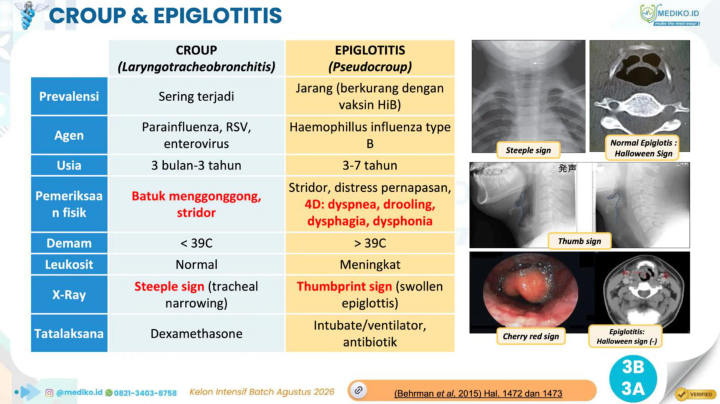 CROUP & EPIGLOTITIS
MEDIKO.ID
CROUP
(Laryngotracheobronchitis)
EPIGLOTITIS
(Pseudocroup)
Prevalensi
Sering terjadi
Jarang (berkurang dengan
vaksin HiB)
Agen
Parainfluenza, RSV,
enterovirus
Haemophillus influenza type
B
Usia
3 bulan-3 tahun
3-7 tahun
Pemeriksaa
n fisik
Batuk menggonggong,
stridor
Stridor, distress pernapasan,
4D: dyspnea, drooling,
dysphagia, dysphonia
Demam
< 39C
> 39C
Leukosit
Normal
Meningkat
X-Ray
Steeple sign (tracheal
narrowing)
Thumbprint sign (swollen
epiglottis)
Tatalaksana
Dexamethasone
Intubate/ventilator,
antibiotik
Steeple sign
Normal Epiglotis :
Halloween Sign
発声
Thumb sign
Cherry red sign
Epiglotitis:
Halloween sign (-)
3B
3A
@mediko.id
0821-3403-8758
Kelon Intensif Batch Agustus 2026
(Behrman et al, 2015) Hal. 1472 dan 1473
VERIFIED